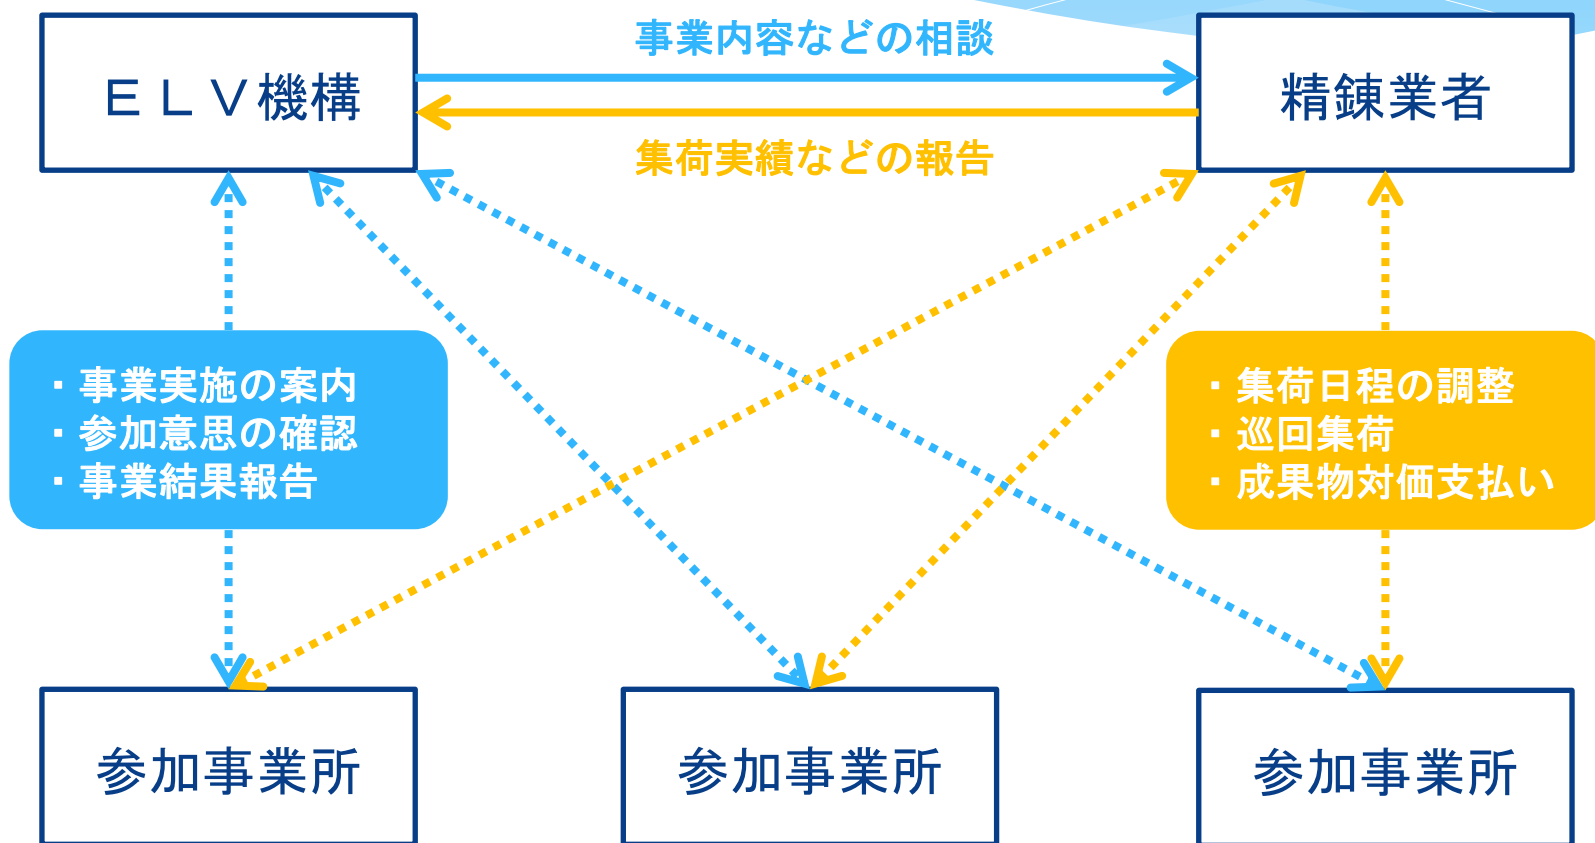 事業内容などの相談
ＥＬＶ機構
精錬業者
集荷実績などの報告
・事業実施の案内
・参加意思の確認
・事業結果報告
・集荷日程の調整
・巡回集荷
・成果物対価支払い
参加事業所
参加事業所
参加事業所